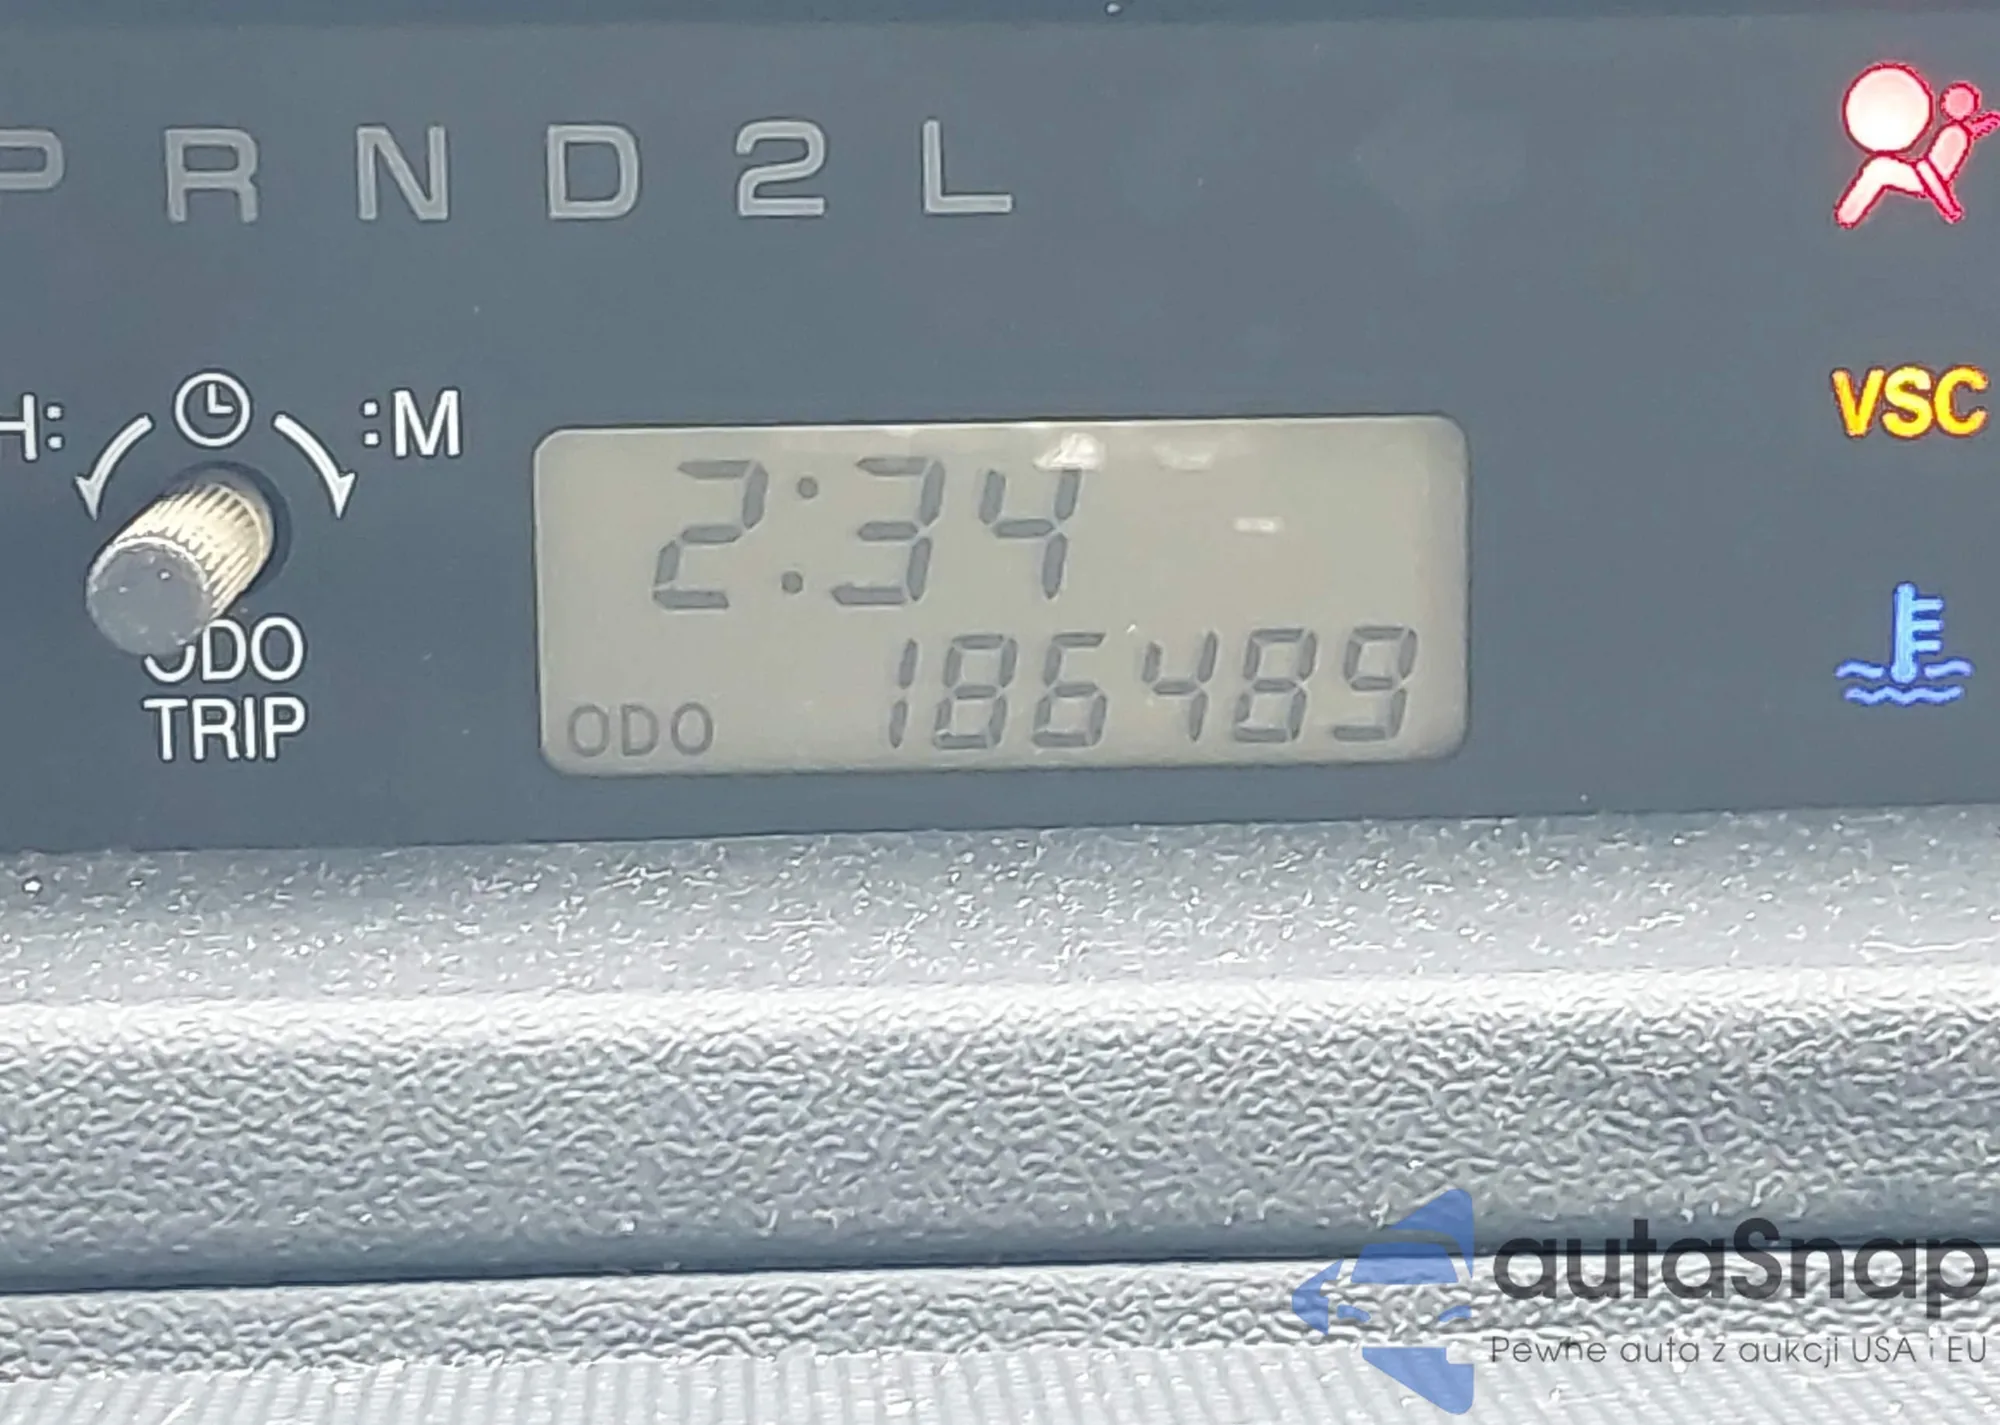 P R N D 2 L
VSC
H: :M
2:34
ODO 186489
ODO
TRIP
autaSnap
Pewne auta z aukcji USA i EU